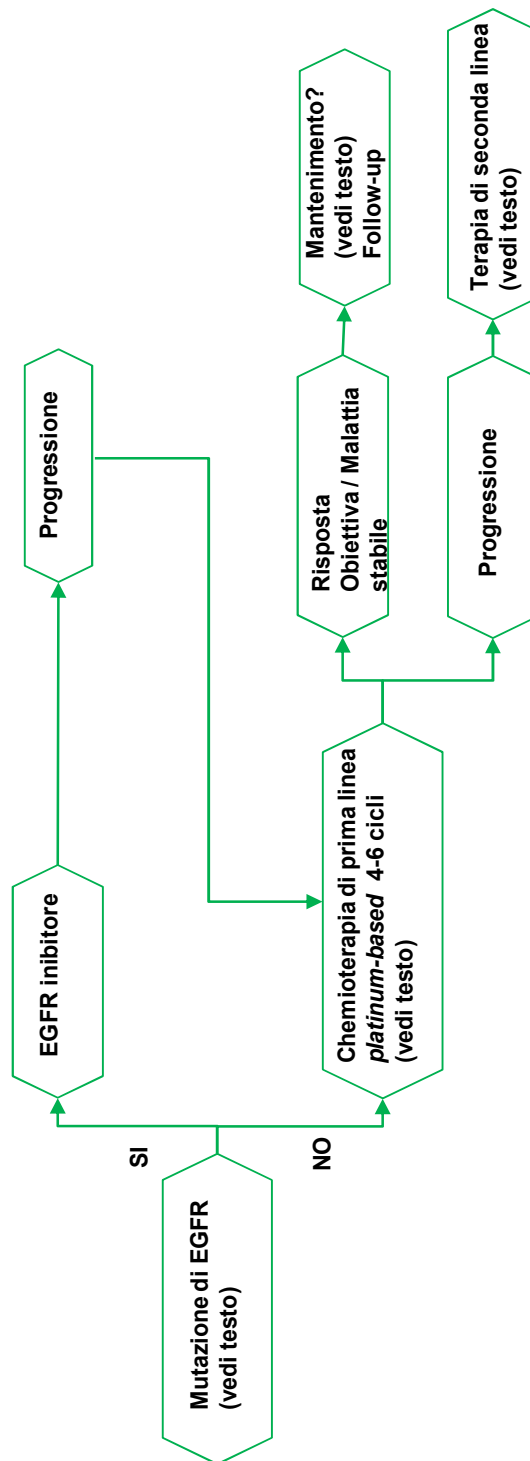 Mutazione di EGFR
(vedi testo)
SI
NO
EGFR inibitore
Progressione
Chemioterapia di prima linea
platinum-based 4-6 cicli
(vedi testo)
Risposta
Obiettiva / Malattia
stabile
Mantenimento?
(vedi testo)
Follow-up
Progressione
Terapia di seconda linea
(vedi testo)